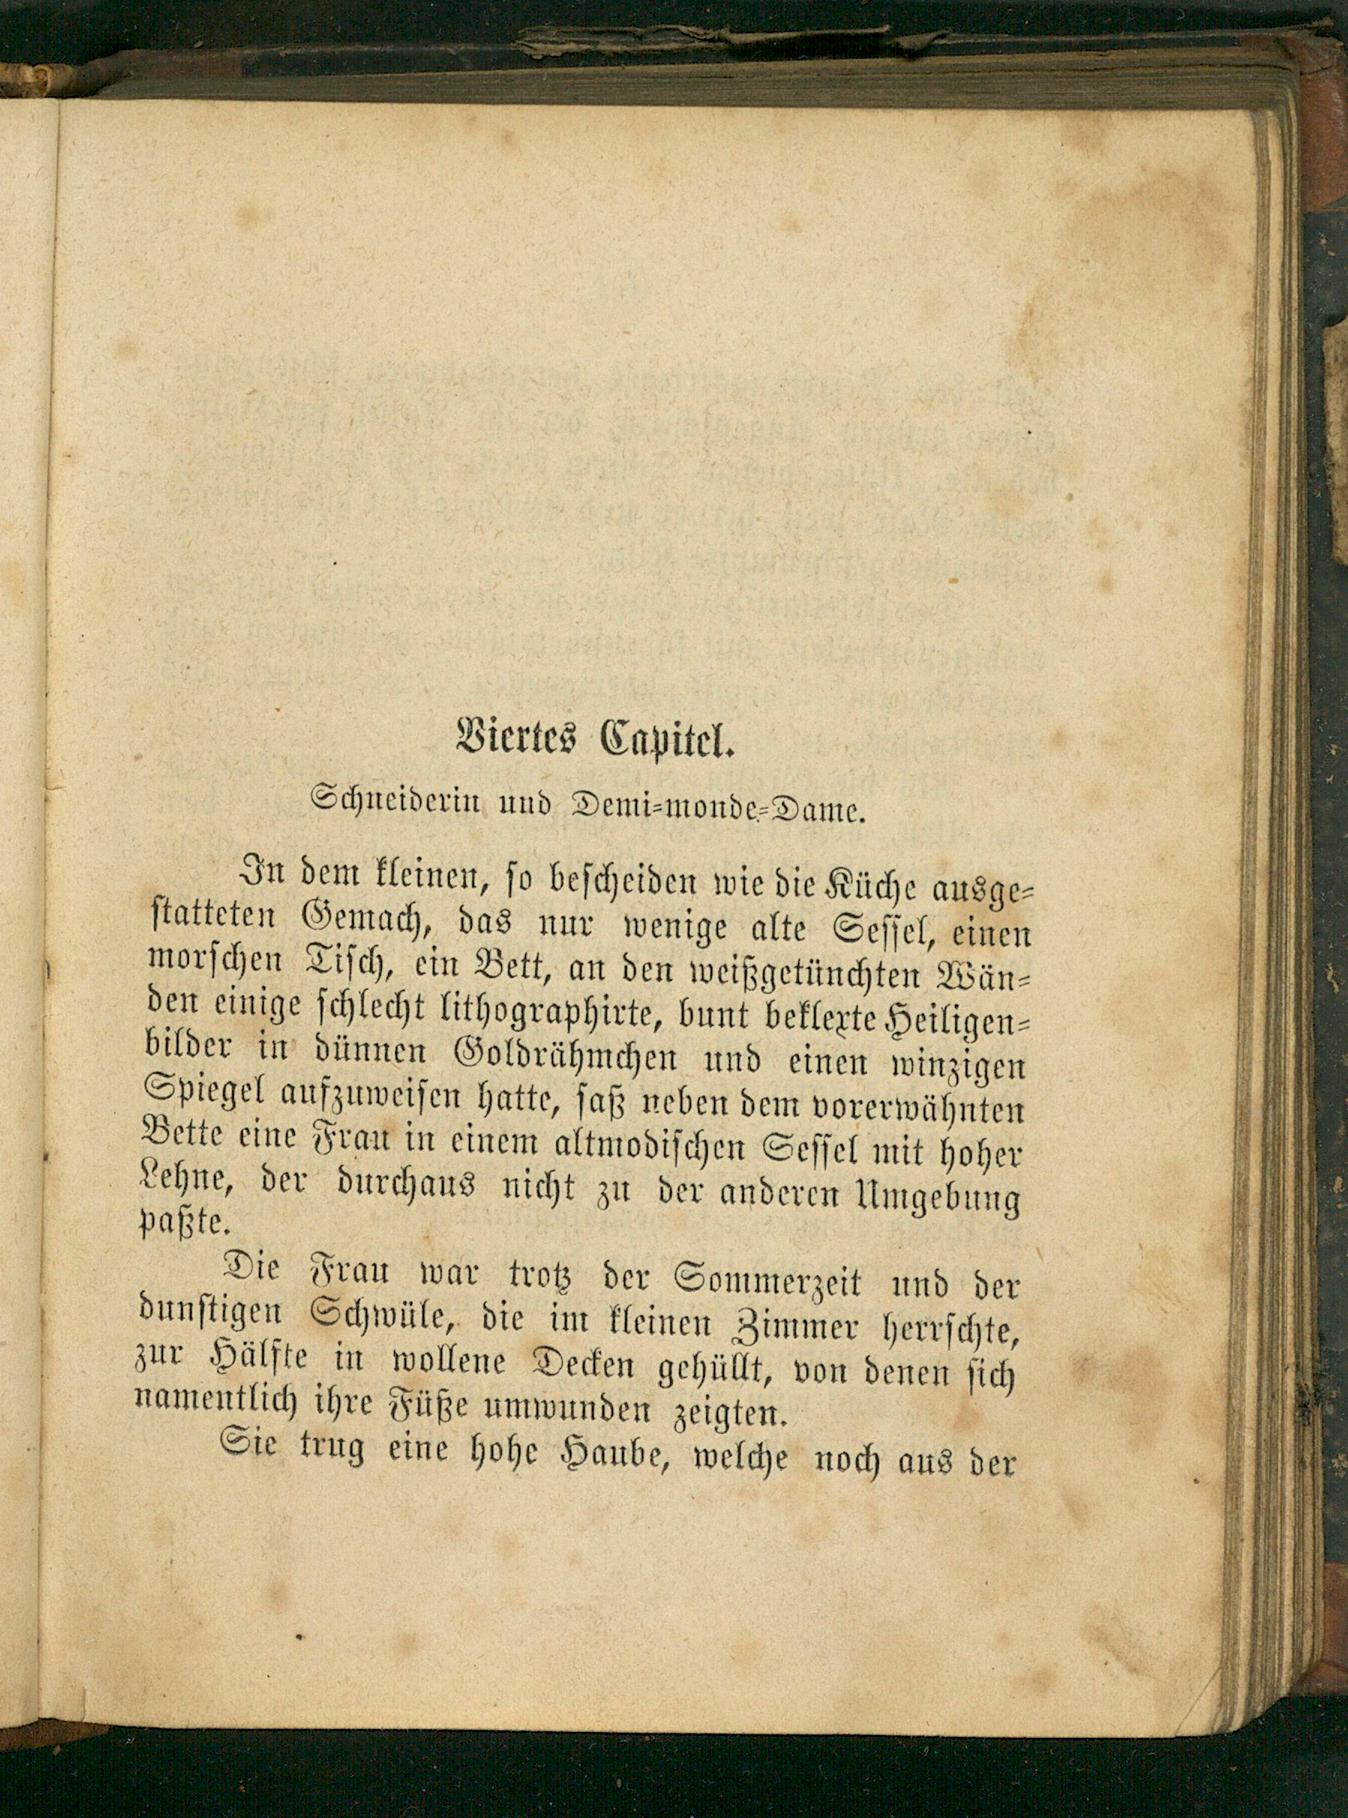 Viertes Capitel.
Schneiderin und Demi-monde-Dame.
In dem kleinen, so bescheiden wie die Küche ausge-
statteten Gemach, das nur wenige alte Sessel, einen
morschen Tisch, ein Bett, an den weißgetünchten Wän-
den einige schlecht lithographirte, bunt beklexte Heiligen-
bilder in dünnen Goldrähmchen und einen winzigen
Spiegel aufzuweisen hatte, saß neben dem vorerwähnten
Bette eine Frau in einem altmodischen Sessel mit hoher
Lehne, der durchaus nicht zu der anderen Umgebung
paßte.
Die Frau war trotz der Sommerzeit und der
dunstigen Schwüle, die im kleinen Zimmer herrschte,
zur Hälfte in wollene Decken gehüllt, von denen sich
namentlich ihre Füße umwunden zeigten.
Sie trug eine hohe Haube, welche noch aus der